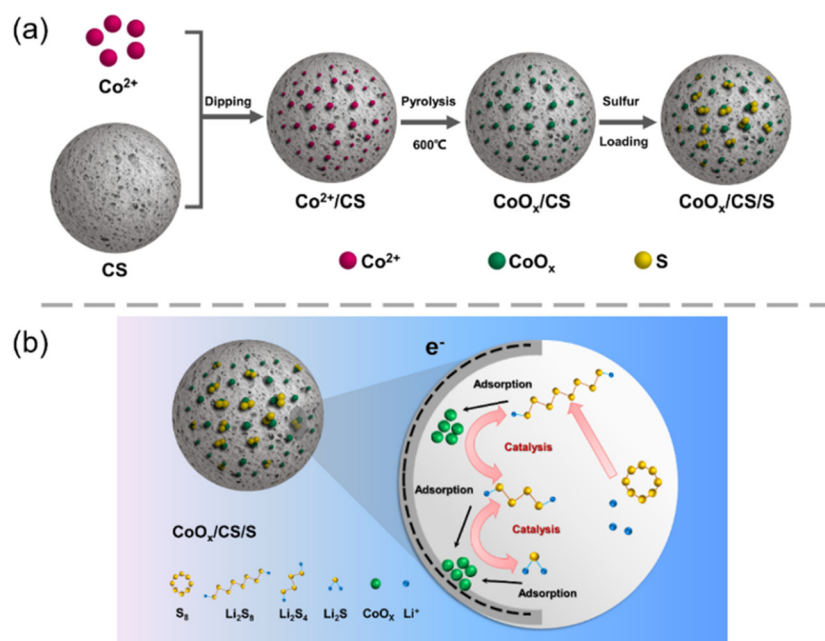 (a)
Co²⁺
Dipping
Pyrolysis
600℃
Sulfur
Loading
CS
Co²⁺/CS
CoOₓ/CS
CoOₓ/CS/S
Co²⁺
CoOₓ
S
(b)
e⁻
Adsorption
Catalysis
Adsorption
Catalysis
Adsorption
CoOₓ/CS/S
S₈
Li₂S₈
Li₂S₄
Li₂S
CoOₓ
Li⁺